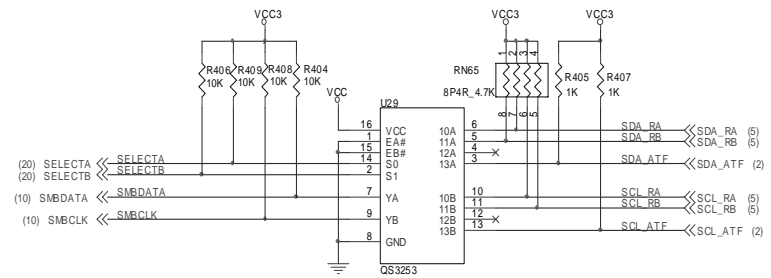 VCC3
VCC3
VCC3
R406
10K
R409
10K
R408
10K
R404
10K
RN65
8P4R_4.7K
1
2
3
4
8
7
6
5
R405
1K
R407
1K
VCC
U29
16
VCC
1
EA#
15
EB#
14
S0
2
S1
7
YA
9
YB
8
GND
10A
6
11A
5
12A
4
13A
3
10B
10
11B
11
12B
12
13B
13
QS3253
(20) SELECTA
SELECTA
(20) SELECTB
SELECTB
(10) SMBDATA
SMBDATA
(10) SMBCLK
SMBCLK
SDA_RA
SDA_RA (5)
SDA_RB
SDA_RB (5)
SDA_ATF
SDA_ATF (2)
SCL_RA
SCL_RA (5)
SCL_RB
SCL_RB (5)
SCL_ATF
SCL_ATF (2)